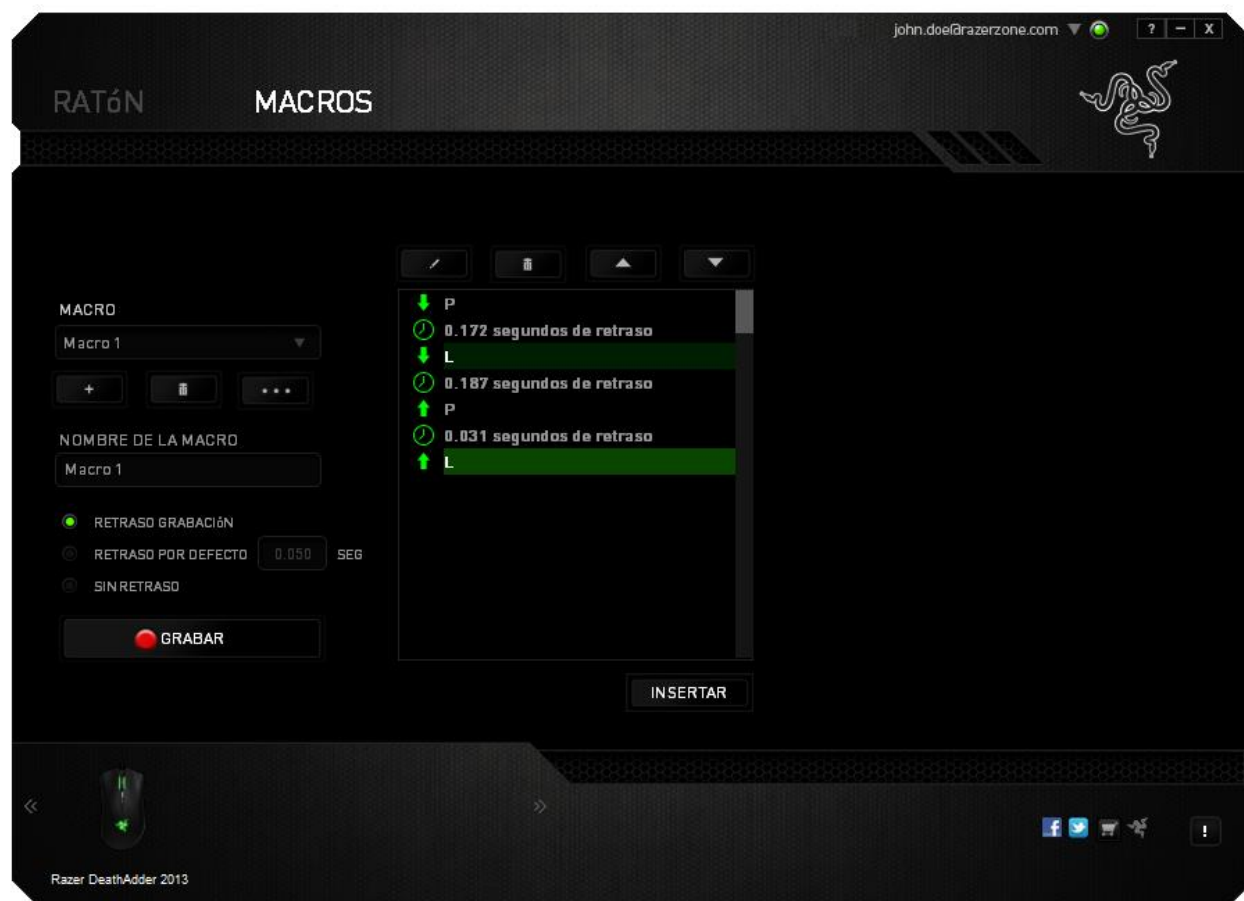 john.doe@razerzone.com ? – X
RATóN MACROS
MACRO
Macro 1
+ ...
NOMBRE DE LA MACRO
Macro 1
RETRASO GRABACIóN
RETRASO POR DEFECTO 0.050 SEG
SIN RETRASO
GRABAR
P
0.172 segundos de retraso
L
0.187 segundos de retraso
P
0.031 segundos de retraso
L
INSERTAR
« »
f !
Razer DeathAdder 2013